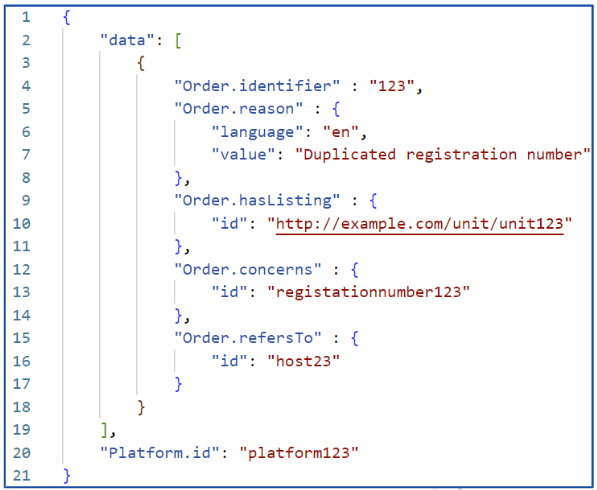 1 {
2 "data": [
3 {
4 "Order.identifier" : "123",
5 "Order.reason" : {
6 "language": "en",
7 "value": "Duplicated registration number"
8 },
9 "Order.hasListing" : {
10 "id": "http://example.com/unit/unit123"
11 },
12 "Order.concerns" : {
13 "id": "registationnumber123"
14 },
15 "Order.refersTo" : {
16 "id": "host23"
17 }
18 }
19 ],
20 "Platform.id": "platform123"
21 }